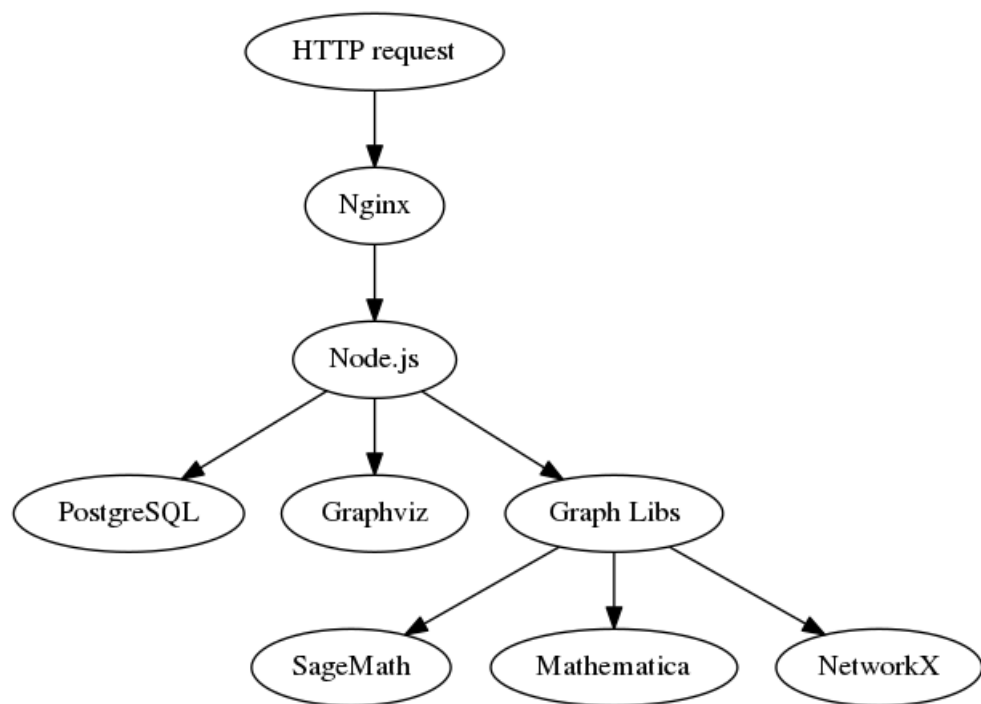 HTTP request
Nginx
Node.js
PostgreSQL
Graphviz
Graph Libs
SageMath
Mathematica
NetworkX